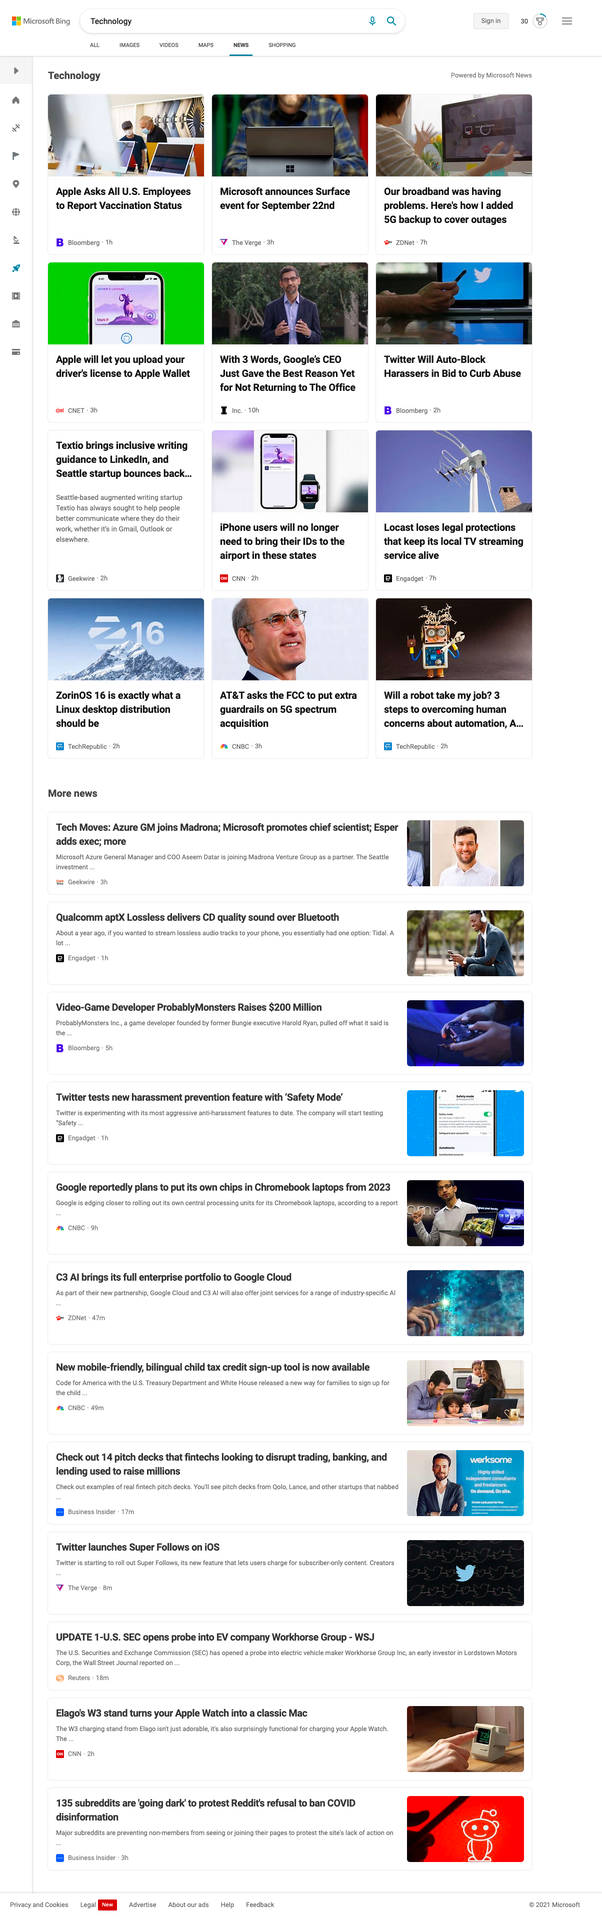 Microsoft Bing
Technology
Sign in
30
ALL
IMAGES
VIDEOS
MAPS
NEWS
SHOPPING
Technology
Powered by Microsoft News
Apple Asks All U.S. Employees
to Report Vaccination Status
Bloomberg · 1h
Microsoft announces Surface
event for September 22nd
The Verge · 3h
Our broadband was having
problems. Here's how I added
5G backup to cover outages
ZDNet · 7h
Apple will let you upload your
driver's license to Apple Wallet
CNET · 3h
With 3 Words, Google's CEO
Just Gave the Best Reason Yet
for Not Returning to The Office
Inc. · 10h
Twitter Will Auto-Block
Harassers in Bid to Curb Abuse
Bloomberg · 2h
Textio brings inclusive writing
guidance to LinkedIn, and
Seattle startup bounces back...
Seattle-based augmented writing startup
Textio has always sought to help people
better communicate where they do their
work, whether it's in Gmail, Outlook or
elsewhere.
Geekwire · 2h
iPhone users will no longer
need to bring their IDs to the
airport in these states
CNN · 2h
Locast loses legal protections
that keep its local TV streaming
service alive
Engadget · 7h
16
ZorinOS 16 is exactly what a
Linux desktop distribution
should be
TechRepublic · 2h
AT&T asks the FCC to put extra
guardrails on 5G spectrum
acquisition
CNBC · 3h
Will a robot take my job? 3
steps to overcoming human
concerns about automation, A...
TechRepublic · 2h
More news
Tech Moves: Azure GM joins Madrona; Microsoft promotes chief scientist; Esper
adds exec; more
Microsoft Azure General Manager and COO Aseem Datar is joining Madrona Venture Group as a partner. The Seattle
investment ...
Geekwire · 3h
Qualcomm aptX Lossless delivers CD quality sound over Bluetooth
About a year ago, if you wanted to stream lossless audio tracks to your phone, you essentially had one option: Tidal. A
lot ...
Engadget · 1h
Video-Game Developer ProbablyMonsters Raises $200 Million
ProbablyMonsters Inc., a game developer founded by former Bungie executive Harold Ryan, pulled off what it said is
the ...
Bloomberg · 5h
Twitter tests new harassment prevention feature with 'Safety Mode'
Twitter is experimenting with its most aggressive anti-harassment features to date. The company will start testing
"Safety ...
Engadget · 1h
Safety mode
Google reportedly plans to put its own chips in Chromebook laptops from 2023
Google is edging closer to rolling out its own central processing units for its Chromebook laptops, according to a report
...
CNBC · 9h
C3 AI brings its full enterprise portfolio to Google Cloud
As part of their new partnership, Google Cloud and C3 AI will also offer joint services for a range of industry-specific AI
...
ZDNet · 47m
New mobile-friendly, bilingual child tax credit sign-up tool is now available
Code for America with the U.S. Treasury Department and White House released a new way for families to sign up for
the child ...
CNBC · 49m
Check out 14 pitch decks that fintechs looking to disrupt trading, banking, and
lending used to raise millions
Check out examples of real fintech pitch decks. You'll see pitch decks from Qolo, Lance, and other startups that nabbed
...
Business Insider · 17m
worksome
Highly skilled
independent consultants
and freelancers.
On demand. On site.
Twitter launches Super Follows on iOS
Twitter is starting to roll out Super Follows, its new feature that lets users charge for subscriber-only content. Creators
...
The Verge · 8m
UPDATE 1-U.S. SEC opens probe into EV company Workhorse Group - WSJ
The U.S. Securities and Exchange Commission (SEC) has opened a probe into electric vehicle maker Workhorse Group Inc, an early investor in Lordstown Motors
Corp, the Wall Street Journal reported on ...
Reuters · 18m
Elago's W3 stand turns your Apple Watch into a classic Mac
The W3 charging stand from Elago isn't just adorable, it's also surprisingly functional for charging your Apple Watch.
The ...
CNN · 2h
135 subreddits are 'going dark' to protest Reddit's refusal to ban COVID
disinformation
Major subreddits are preventing non-members from seeing or joining their pages to protest the site's lack of action on
...
Business Insider · 3h
Privacy and Cookies
Legal
New
Advertise
About our ads
Help
Feedback
© 2021 Microsoft